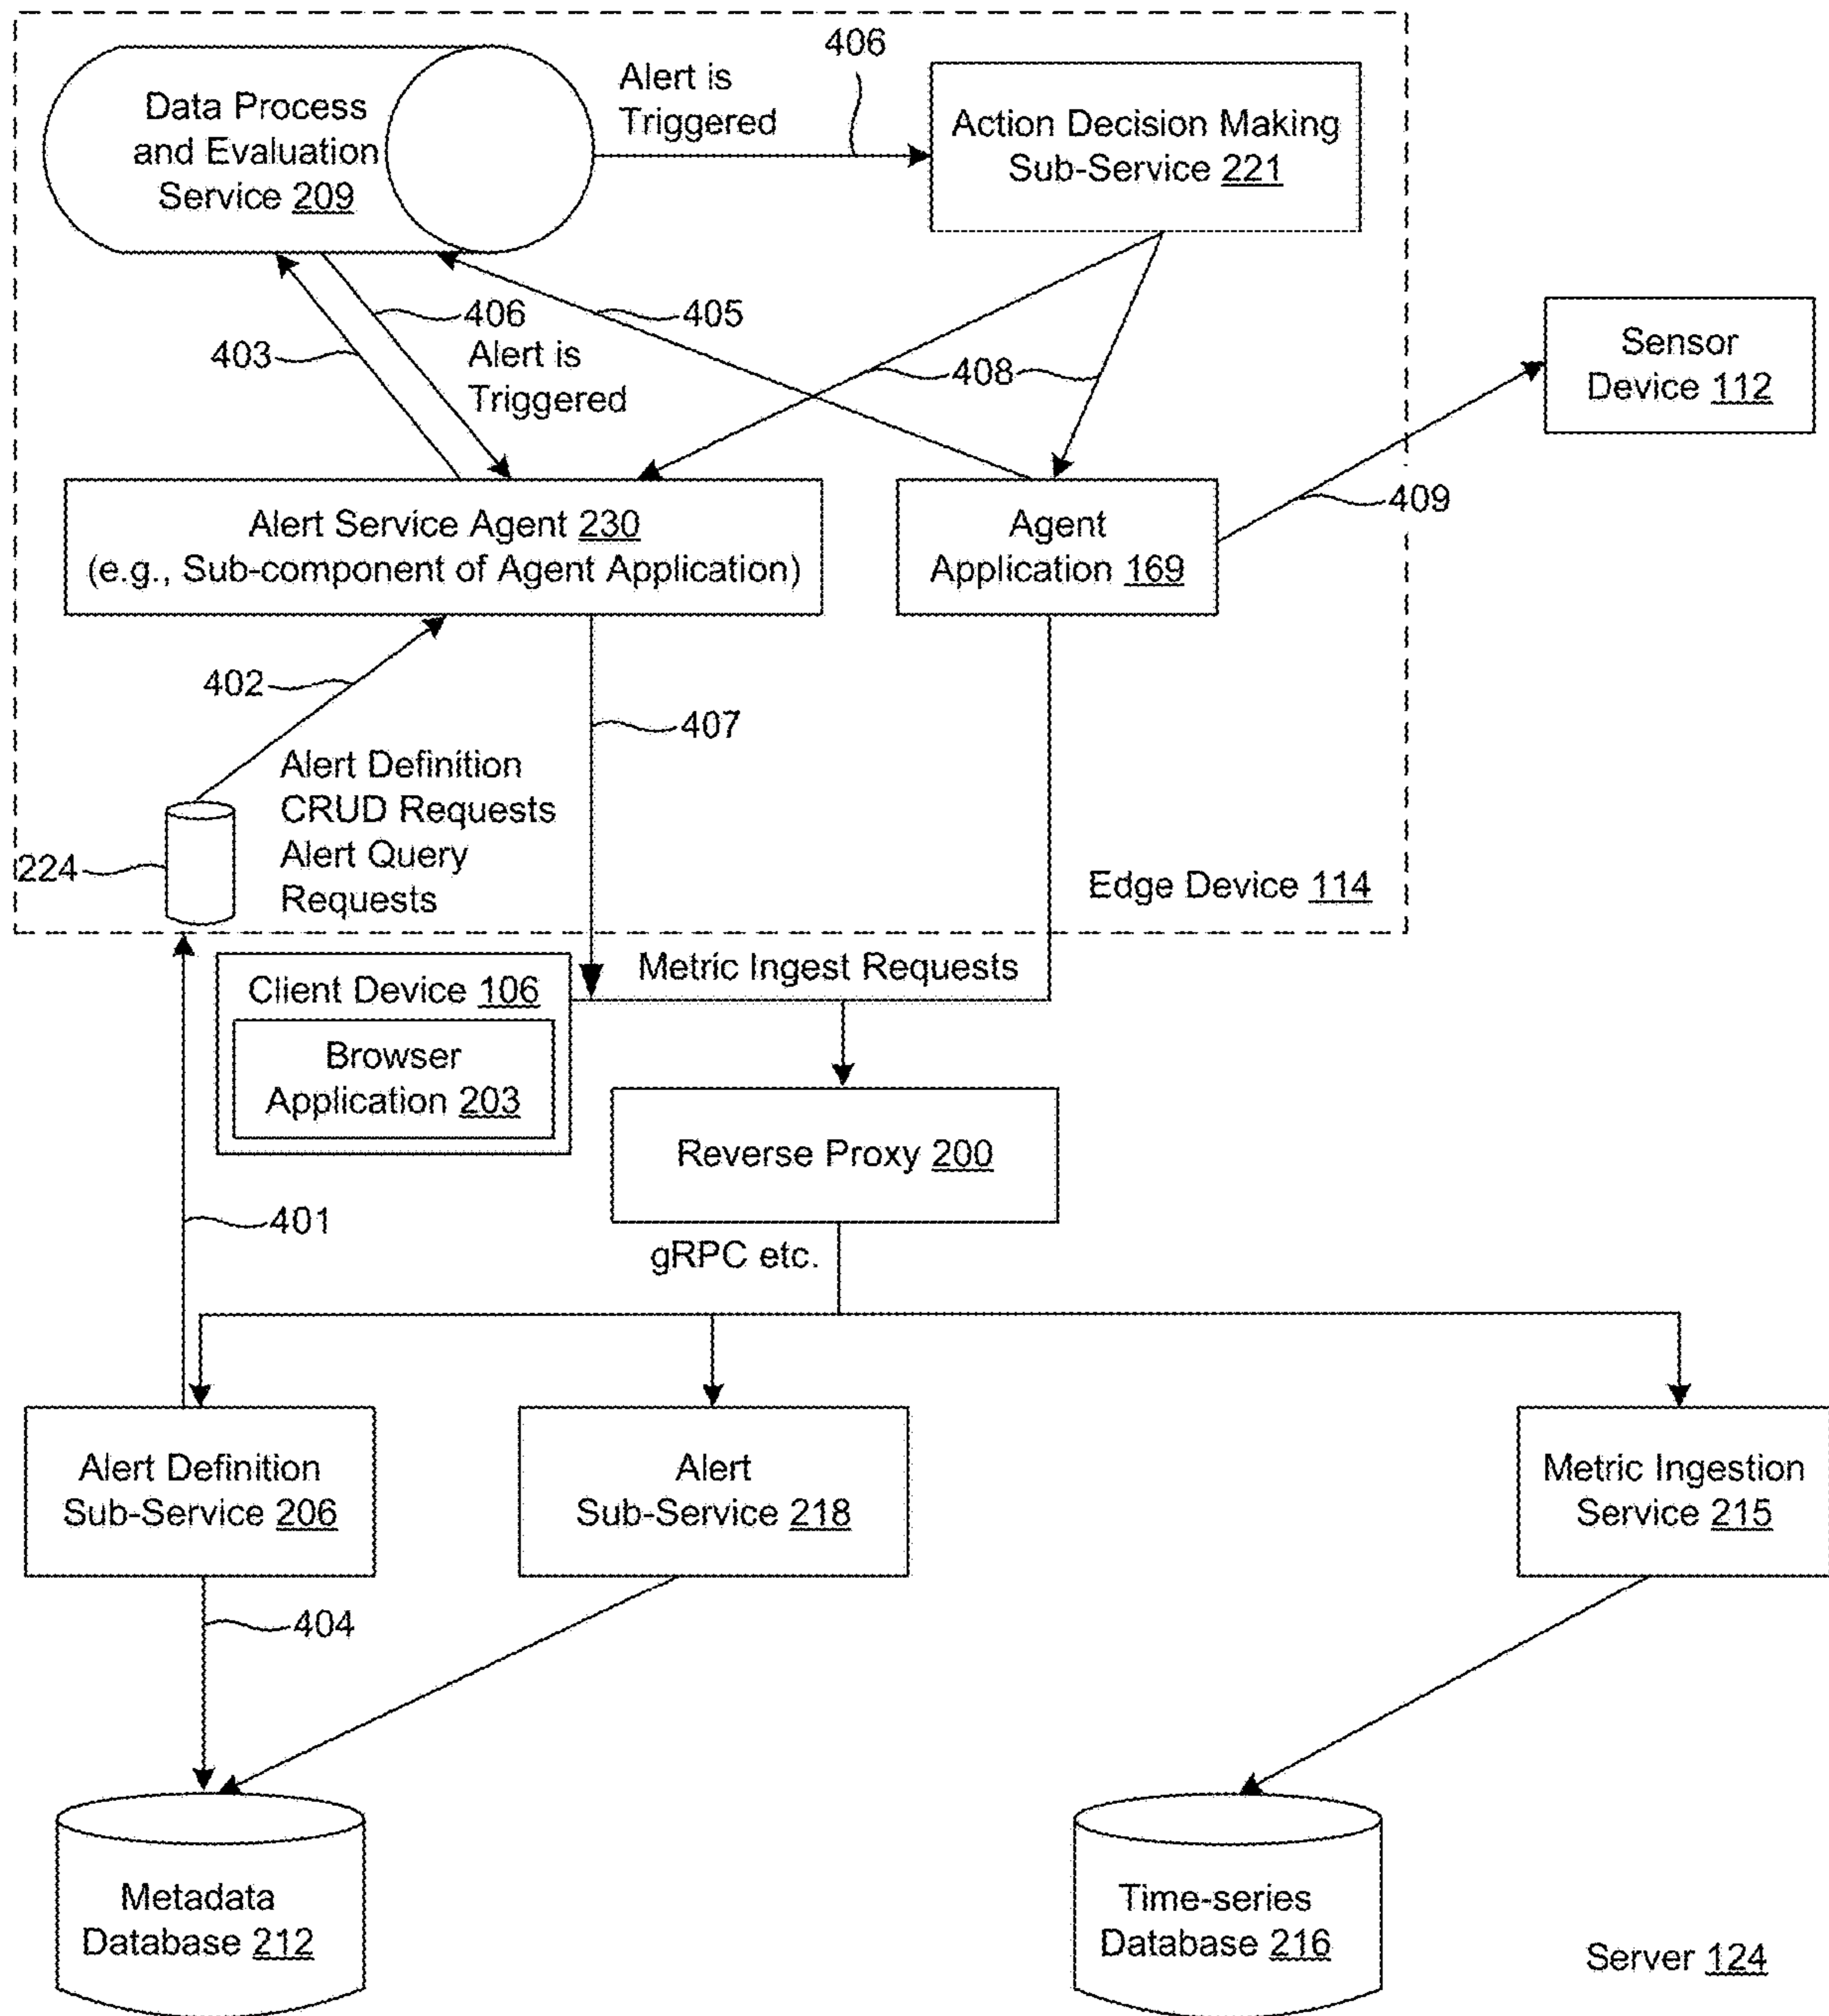 406
Alert is
Triggered
Data Process
and Evaluation
Service 209
Action Decision Making
Sub-Service 221
406
Alert is
Triggered
403
405
408
Sensor
Device 112
409
Alert Service Agent 230
(e.g., Sub-component of Agent Application)
Agent
Application 169
402
407
Alert Definition
CRUD Requests
Alert Query
Requests
224
Edge Device 114
Client Device 106
Browser
Application 203
Metric Ingest Requests
Reverse Proxy 200
401
gRPC etc.
Alert Definition
Sub-Service 206
Alert
Sub-Service 218
Metric Ingestion
Service 215
404
Metadata
Database 212
Time-series
Database 216
Server 124